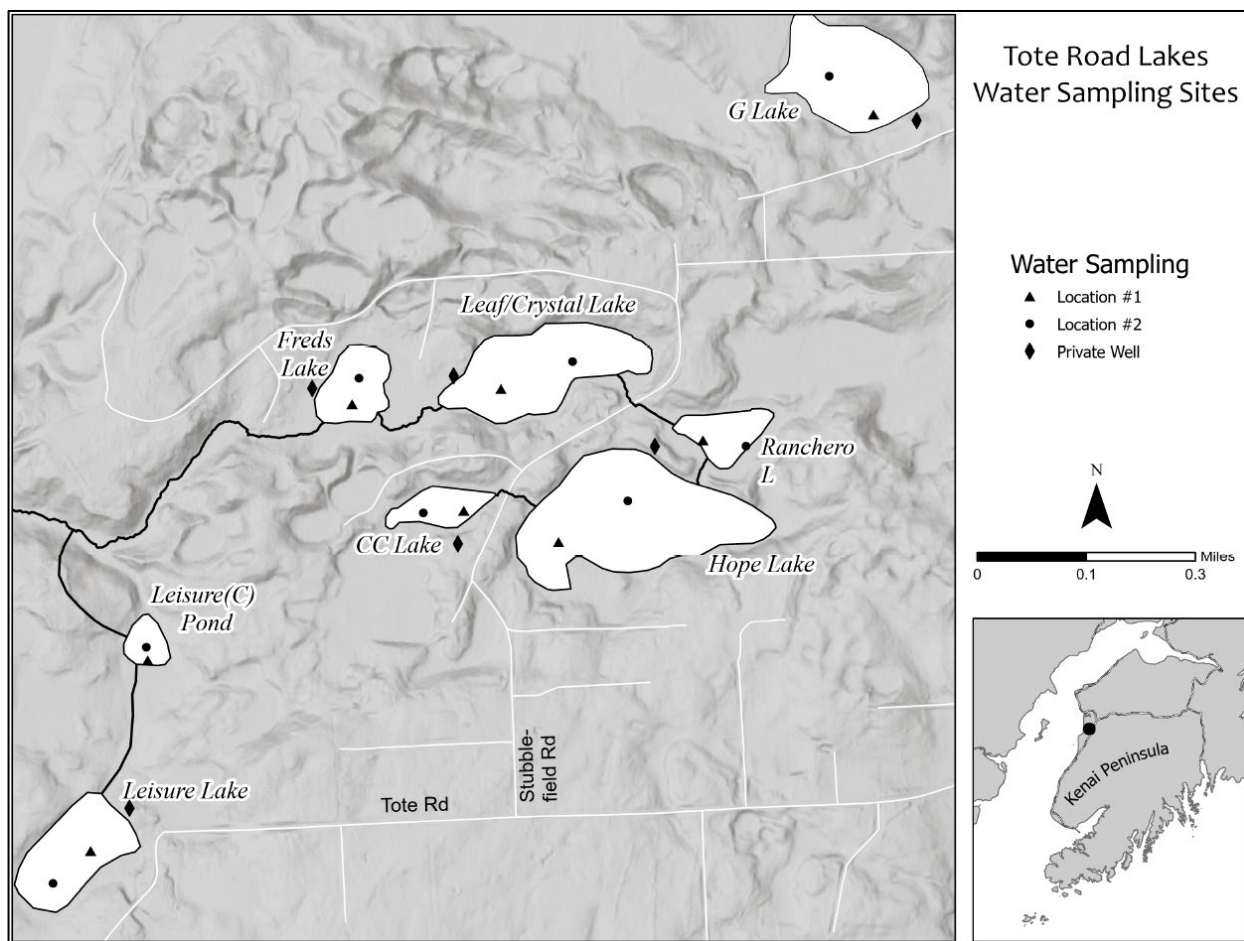 Tote Road Lakes
Water Sampling Sites
G Lake
Leaf/Crystal Lake
Freds
Lake
Ranchero
L
CC Lake
Hope Lake
Leisure(C)
Pond
Leisure Lake
Stubble-
field Rd
Tote Rd
Water Sampling
Location #1
Location #2
Private Well
N
Miles
0
0.1
0.3
Kenai Peninsula